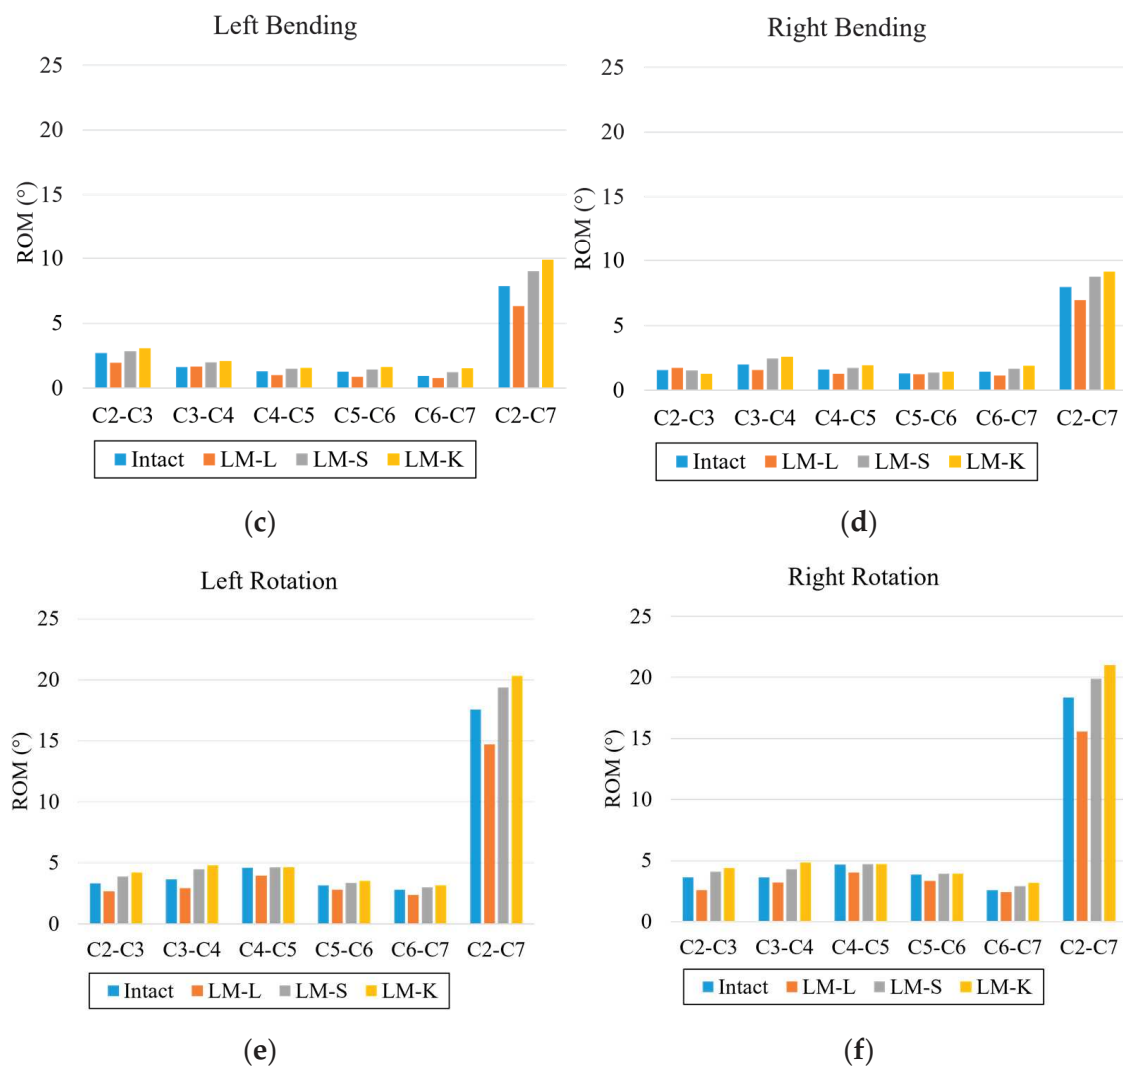 Left Bending
25
20
15
10
5
0
ROM (°)
C2-C3 C3-C4 C4-C5 C5-C6 C6-C7 C2-C7
Intact LM-L LM-S LM-K
(c)
Right Bending
25
20
15
10
5
0
ROM (°)
C2-C3 C3-C4 C4-C5 C5-C6 C6-C7 C2-C7
Intact LM-L LM-S LM-K
(d)
Left Rotation
25
20
15
10
5
0
ROM (°)
C2-C3 C3-C4 C4-C5 C5-C6 C6-C7 C2-C7
Intact LM-L LM-S LM-K
(e)
Right Rotation
25
20
15
10
5
0
ROM (°)
C2-C3 C3-C4 C4-C5 C5-C6 C6-C7 C2-C7
Intact LM-L LM-S LM-K
(f)